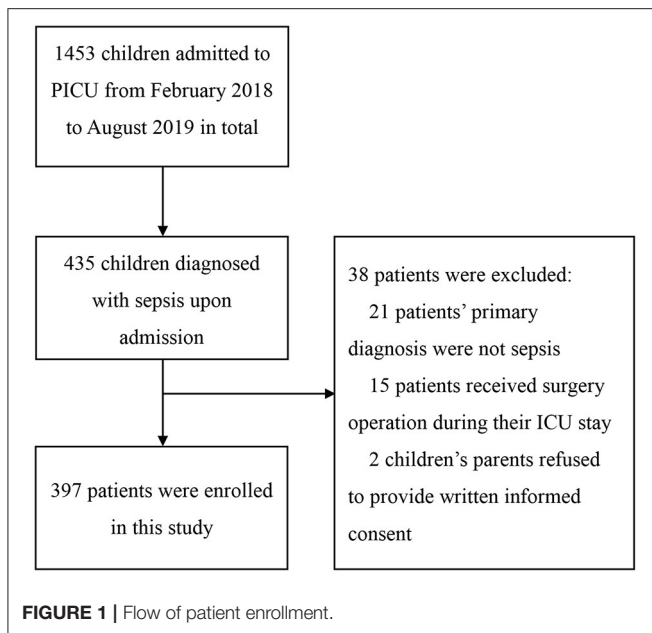 1453 children admitted to
PICU from February 2018
to August 2019 in total
435 children diagnosed
with sepsis upon
admission
38 patients were excluded:
21 patients’ primary
diagnosis were not sepsis
15 patients received surgery
operation during their ICU stay
2 children’s parents refused
to provide written informed
consent
397 patients were enrolled
in this study
FIGURE 1 | Flow of patient enrollment.